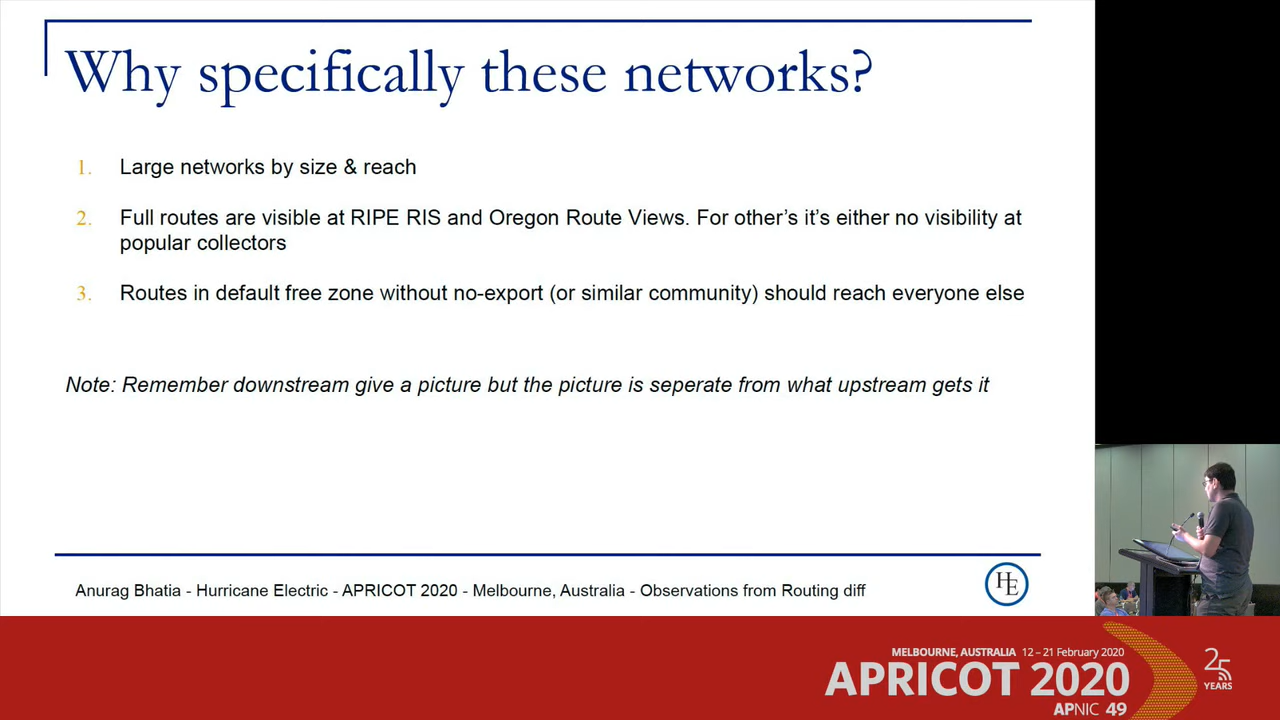 Why specifically these networks?
1. Large networks by size & reach
2. Full routes are visible at RIPE RIS and Oregon Route Views. For other's it's either no visibility at
popular collectors
3. Routes in default free zone without no-export (or similar community) should reach everyone else
Note: Remember downstream give a picture but the picture is seperate from what upstream gets it
Anurag Bhatia - Hurricane Electric - APRICOT 2020 - Melbourne, Australia - Observations from Routing diff
HE
MELBOURNE, AUSTRALIA 12 – 21 February 2020
APRICOT 2020
APNIC 49
25
YEARS